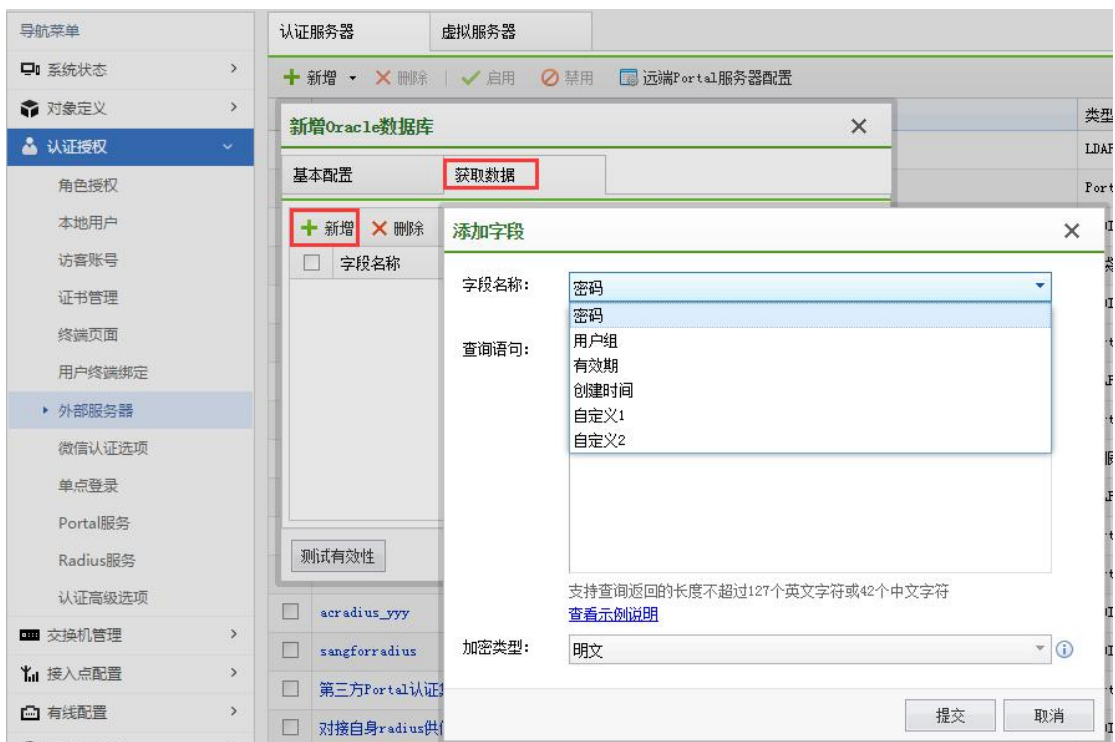 导航菜单
系统状态
对象定义
认证授权
角色授权
本地用户
访客账号
证书管理
终端页面
用户终端绑定
外部服务器
微信认证选项
单点登录
Portal服务
Radius服务
认证高级选项
交换机管理
接入点配置
有线配置
认证服务器 虚拟服务器
新增 删除 启用 禁用 远端Portal服务器配置
类型
新增Oracle数据库
基本配置 获取数据
新增 删除
字段名称
测试有效性
添加字段
字段名称: 密码
密码
用户组
有效期
创建时间
自定义1
自定义2
查询语句:
支持查询返回的长度不超过127个英文字符或42个中文字符
查看示例说明
加密类型: 明文
提交 取消
acradius_yyy
sangforradius
第三方Portal认证
对接自身radius供